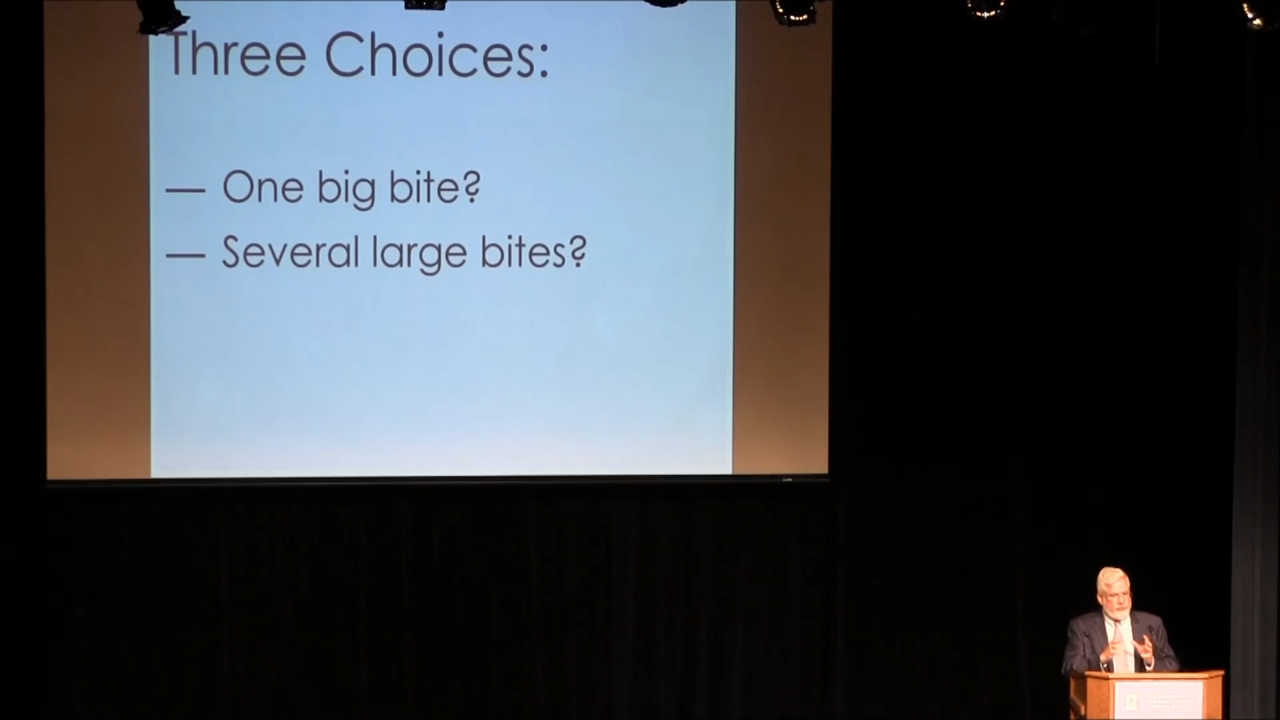 Three Choices:
— One big bite?
— Several large bites?